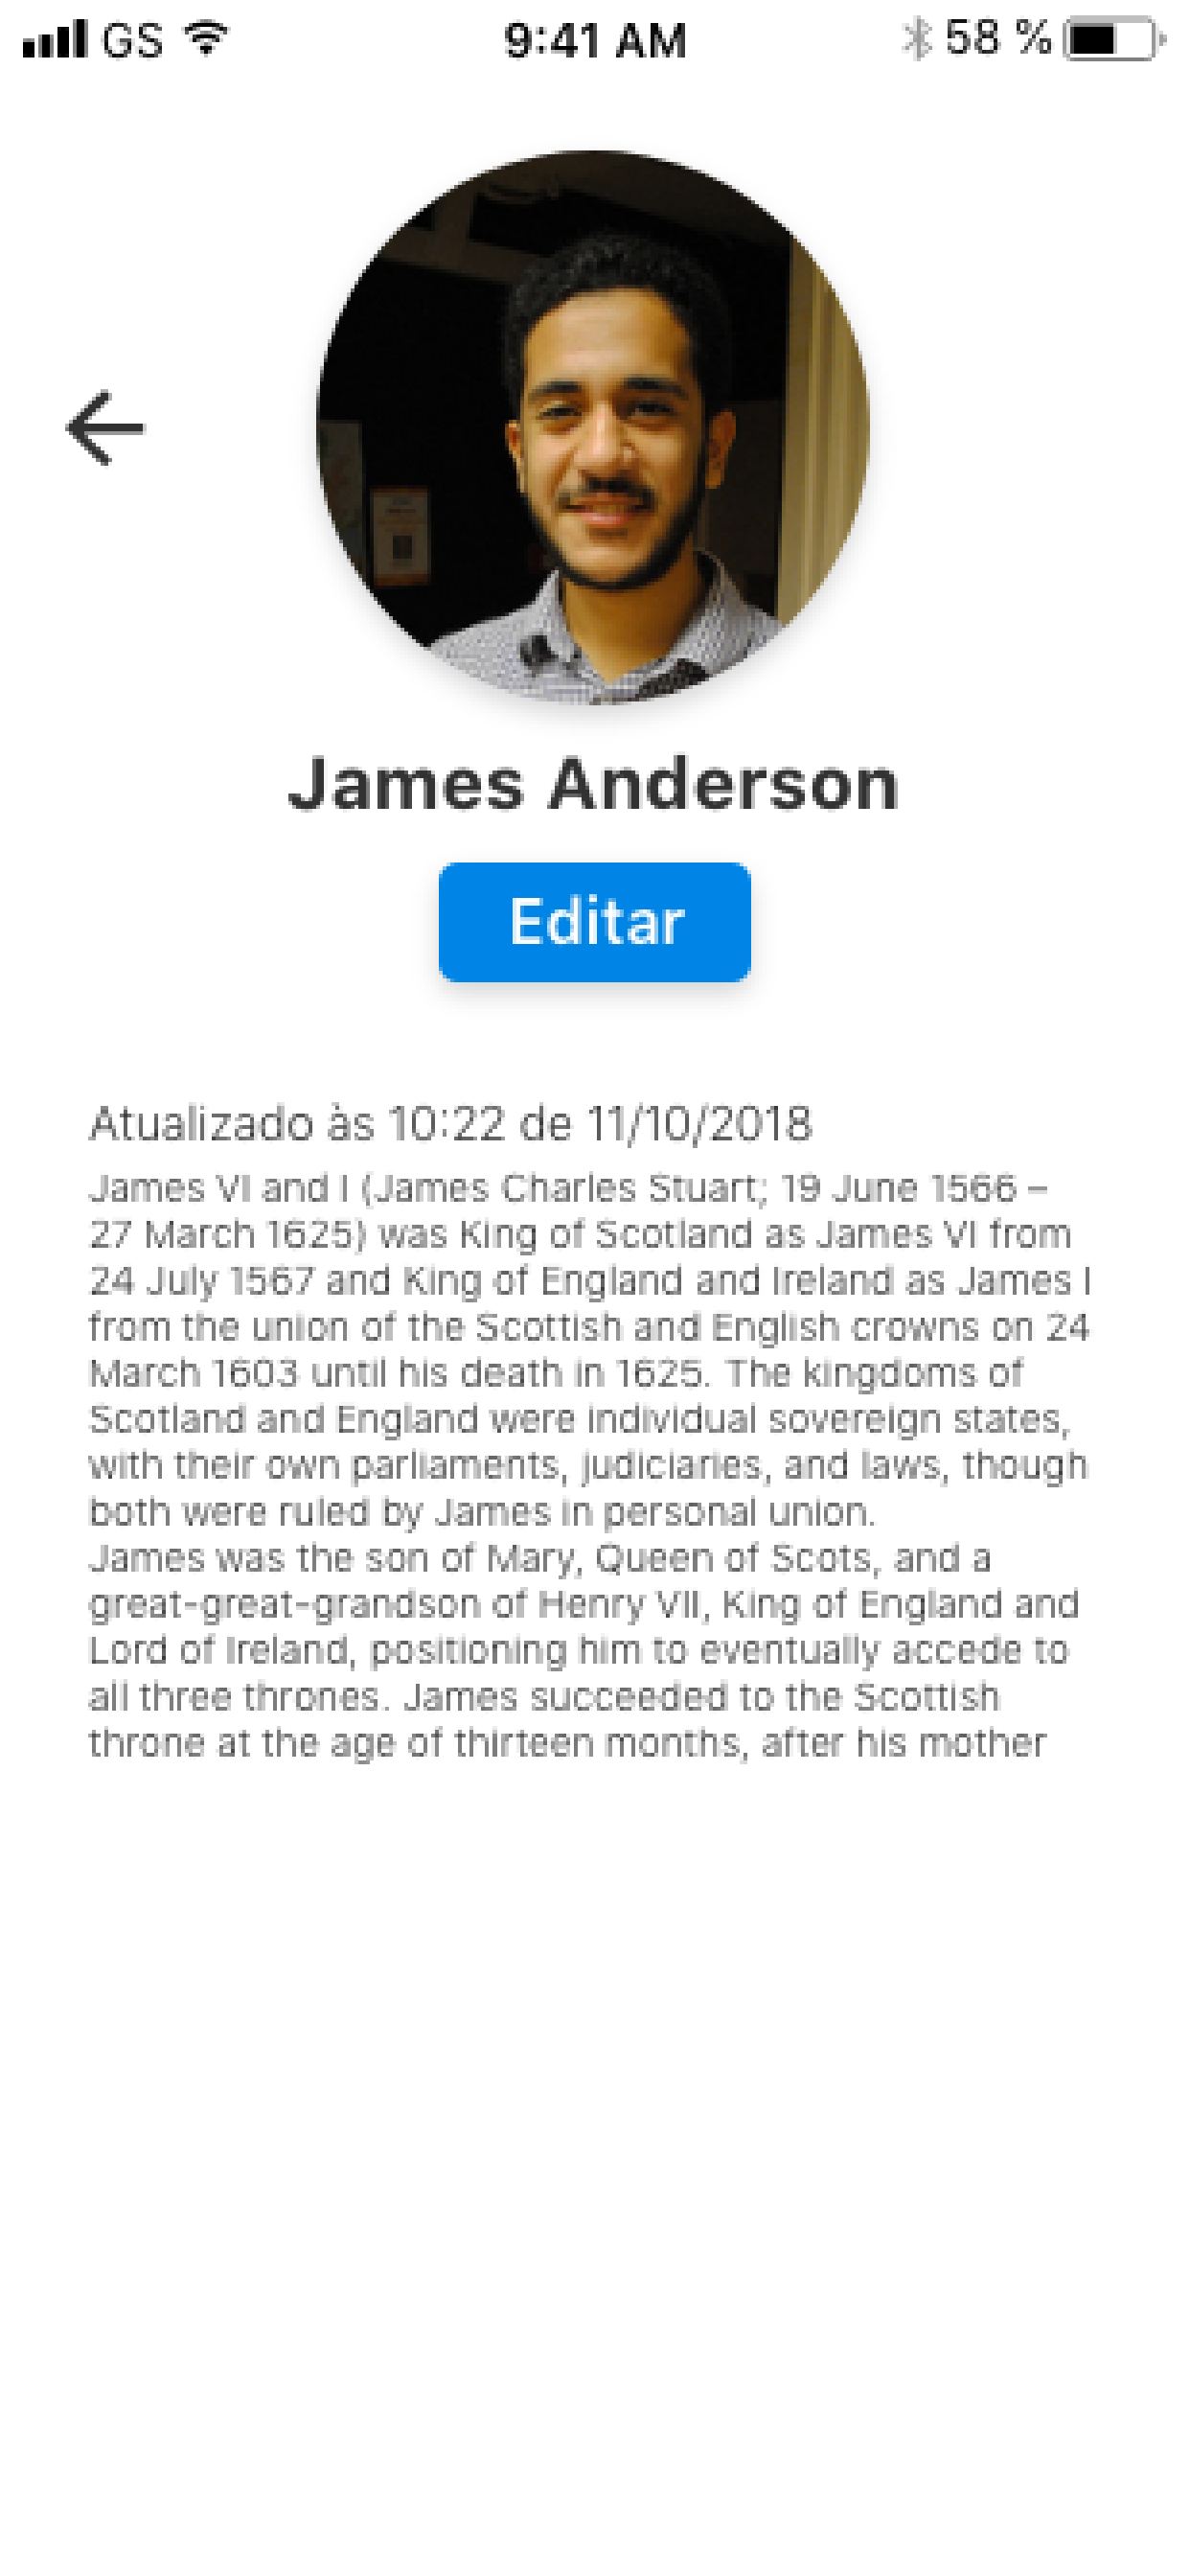 GS 9:41 AM 58 %
James Anderson
Editar
Atualizado às 10:22 de 11/10/2018
James VI and I (James Charles Stuart; 19 June 1566 –
27 March 1625) was King of Scotland as James VI from
24 July 1567 and King of England and Ireland as James I
from the union of the Scottish and English crowns on 24
March 1603 until his death in 1625. The kingdoms of
Scotland and England were individual sovereign states,
with their own parliaments, judiciaries, and laws, though
both were ruled by James in personal union.
James was the son of Mary, Queen of Scots, and a
great-great-grandson of Henry VII, King of England and
Lord of Ireland, positioning him to eventually accede to
all three thrones. James succeeded to the Scottish
throne at the age of thirteen months, after his mother